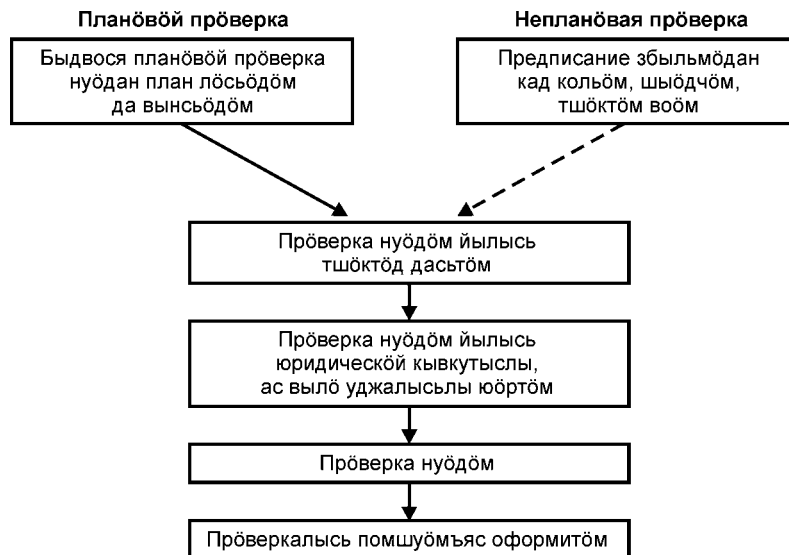 Планӧвӧй прӧверка
Непланӧвая прӧверка
Быдвося планӧвӧй прӧверка
нуӧдан план лӧсьӧдӧм
да вынсьӧдӧм
Предписание збыльмӧдан
кад кольӧм, шыӧдчӧм,
тшӧктӧм воӧм
Прӧверка нуӧдӧм йылысь
тшӧктӧд дасьтӧм
Прӧверка нуӧдӧм йылысь
юридическӧй кывкутыслы,
ас вылӧ уджалысьлы юӧртӧм
Прӧверка нуӧдӧм
Прӧверкалысь помшуӧмъяс оформитӧм